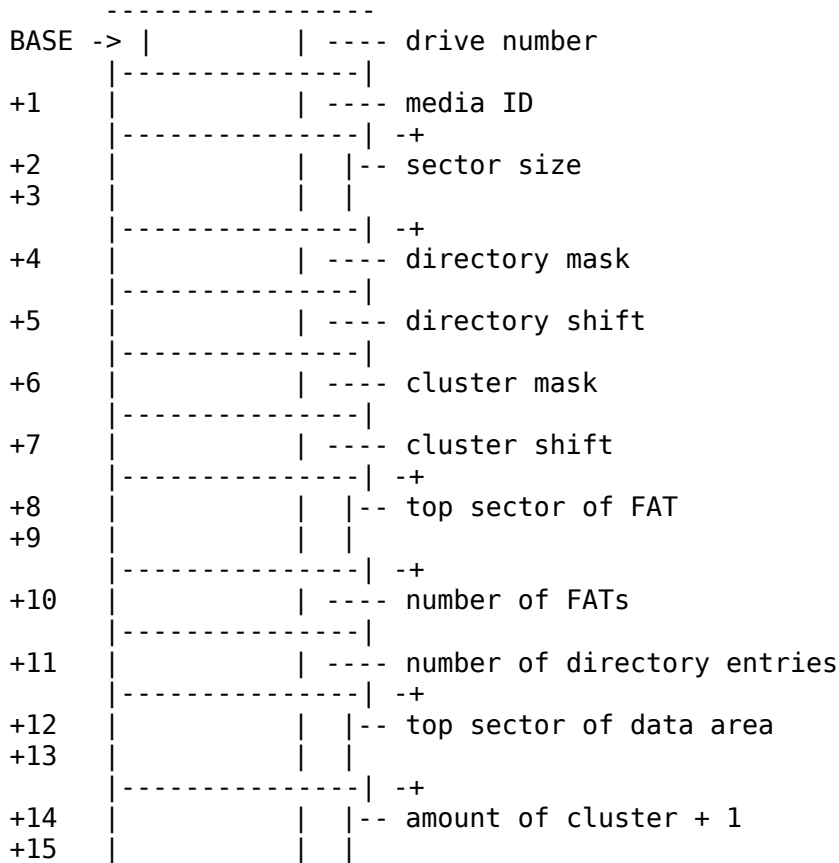 -----------------
BASE -> |         | ---- drive number
      |---------------|
+1    |           | ---- media ID
      |---------------| -+
+2    |           |  |-- sector size
+3    |           |  |
      |---------------| -+
+4    |           | ---- directory mask
      |---------------|
+5    |           | ---- directory shift
      |---------------|
+6    |           | ---- cluster mask
      |---------------|
+7    |           | ---- cluster shift
      |---------------| -+
+8    |           |  |-- top sector of FAT
+9    |           |  |
      |---------------| -+
+10   |           | ---- number of FATs
      |---------------|
+11   |           | ---- number of directory entries
      |---------------| -+
+12   |           |  |-- top sector of data area
+13   |           |  |
      |---------------| -+
+14   |           |  |-- amount of cluster + 1
+15   |           |  |